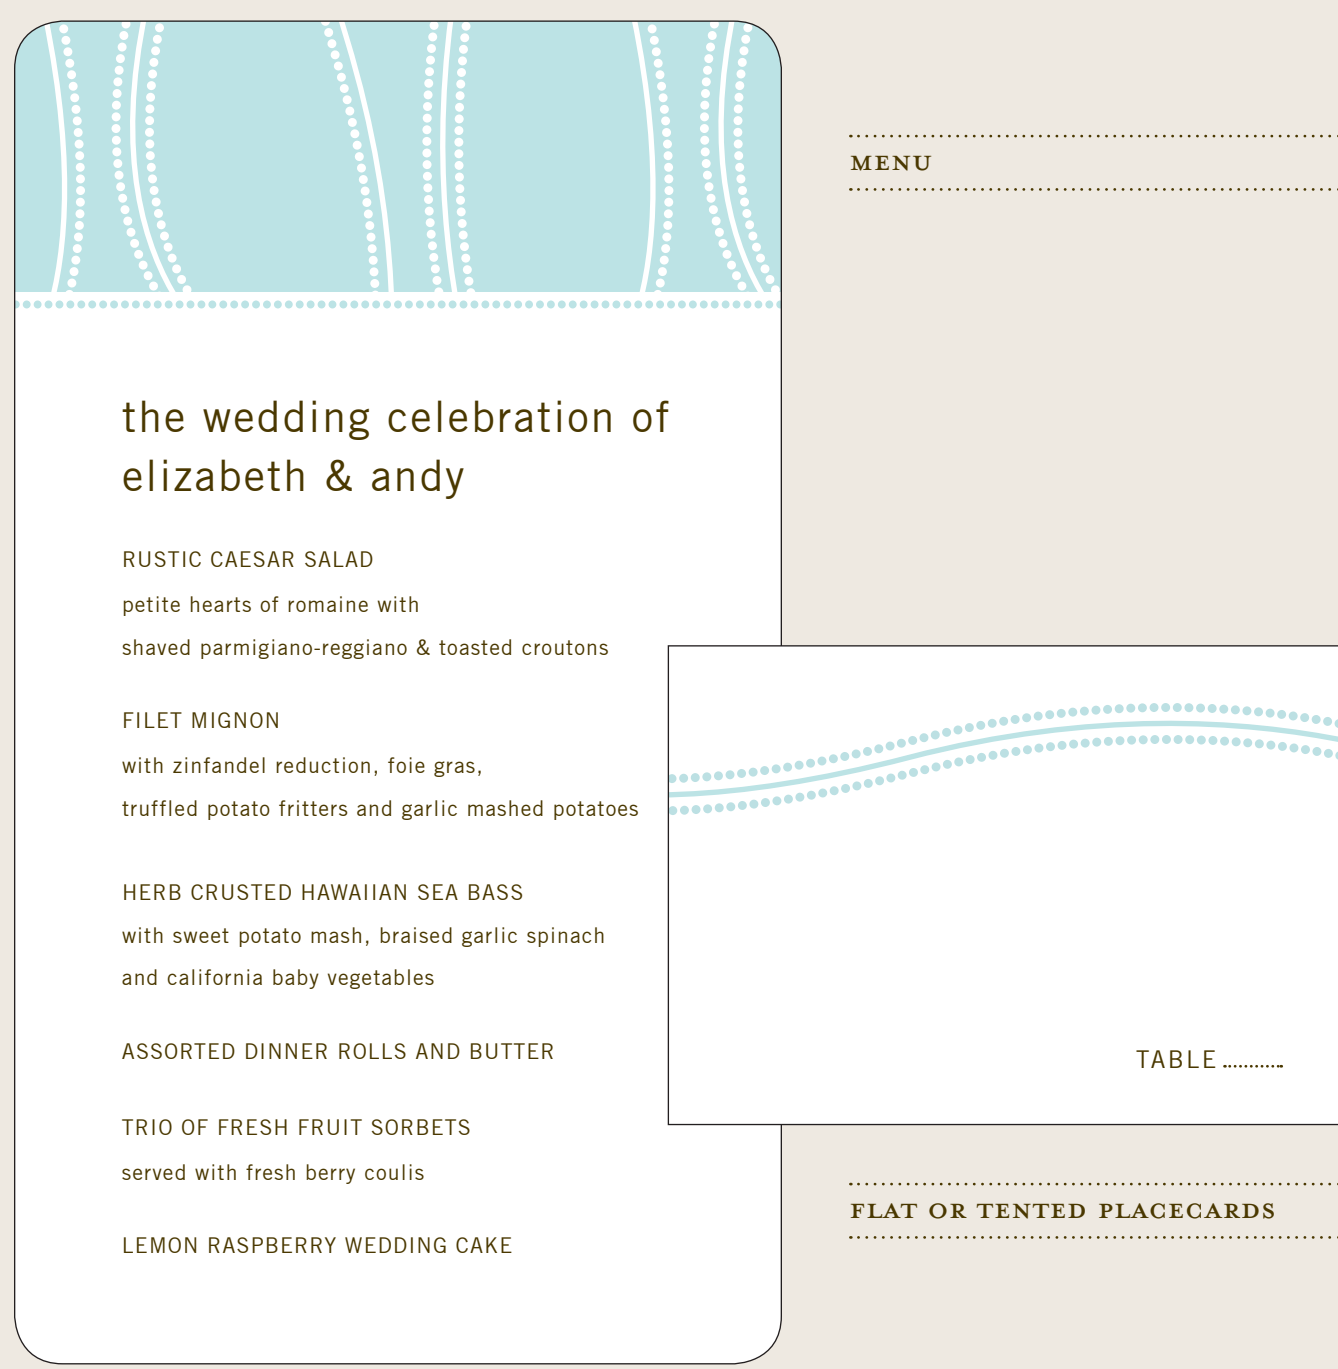 MENU
the wedding celebration of
elizabeth & andy
RUSTIC CAESAR SALAD
petite hearts of romaine with
shaved parmigiano-reggiano & toasted croutons
FILET MIGNON
with zinfandel reduction, foie gras,
truffled potato fritters and garlic mashed potatoes
HERB CRUSTED HAWAIIAN SEA BASS
with sweet potato mash, braised garlic spinach
and california baby vegetables
ASSORTED DINNER ROLLS AND BUTTER
TRIO OF FRESH FRUIT SORBETS
served with fresh berry coulis
LEMON RASPBERRY WEDDING CAKE
TABLE ............
FLAT OR TENTED PLACECARDS